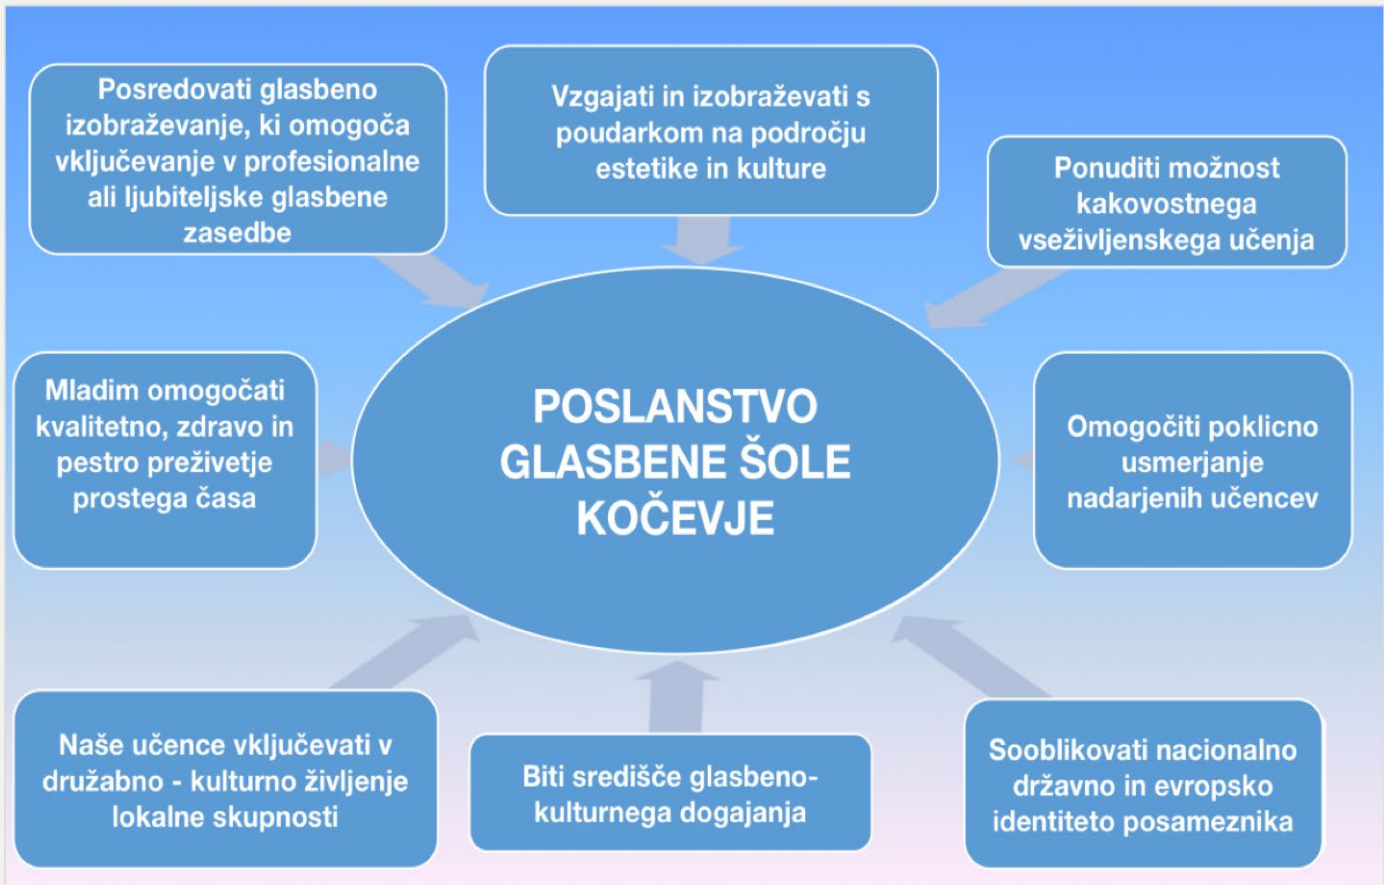 Posredovati glasbeno
izobraževanje, ki omogoča
vključevanje v profesionalne
ali ljubiteljske glasbene
zasedbe
Vzgajati in izobraževati s
poudarkom na področju
estetike in kulture
Ponuditi možnost
kakovostnega
vseživljenskega učenja
Mladim omogočati
kvalitetno, zdravo in
pestro preživetje
prostega časa
POSLANSTVO
GLASBENE ŠOLE
KOČEVJE
Omogočiti poklicno
usmerjanje
nadarjenih učencev
Naše učence vključevati v
družabno - kulturno življenje
lokalne skupnosti
Biti središče glasbeno-
kulturnega dogajanja
Sooblikovati nacionalno
državno in evropsko
identiteto posameznika